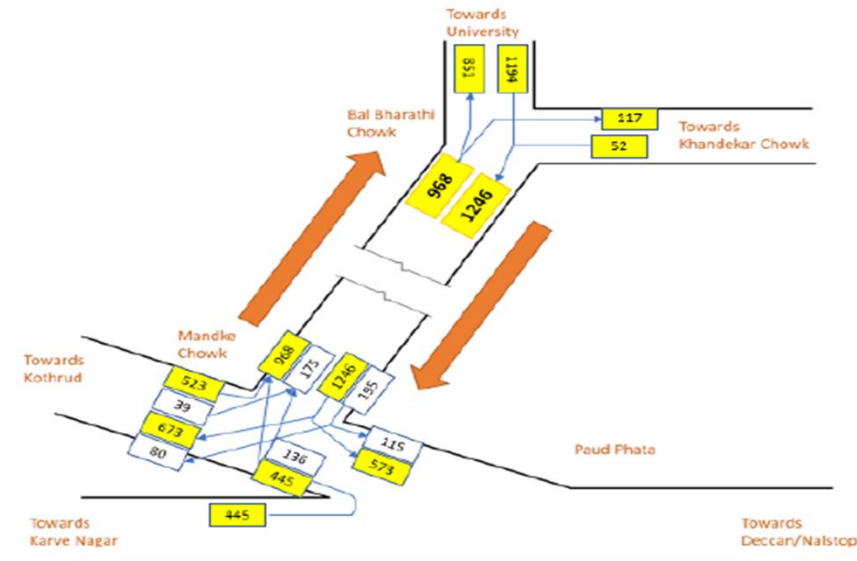 Towards
University
851
1194
117
Bal Bharathi
Chowk
Towards
Khandekar Chowk
52
968
1246
Mandke
Chowk
968
175
1246
195
Towards
Kothrud
523
39
673
80
115
573
136
445
Paud Phata
445
Towards
Karve Nagar
Towards
Deccan/Nalstop